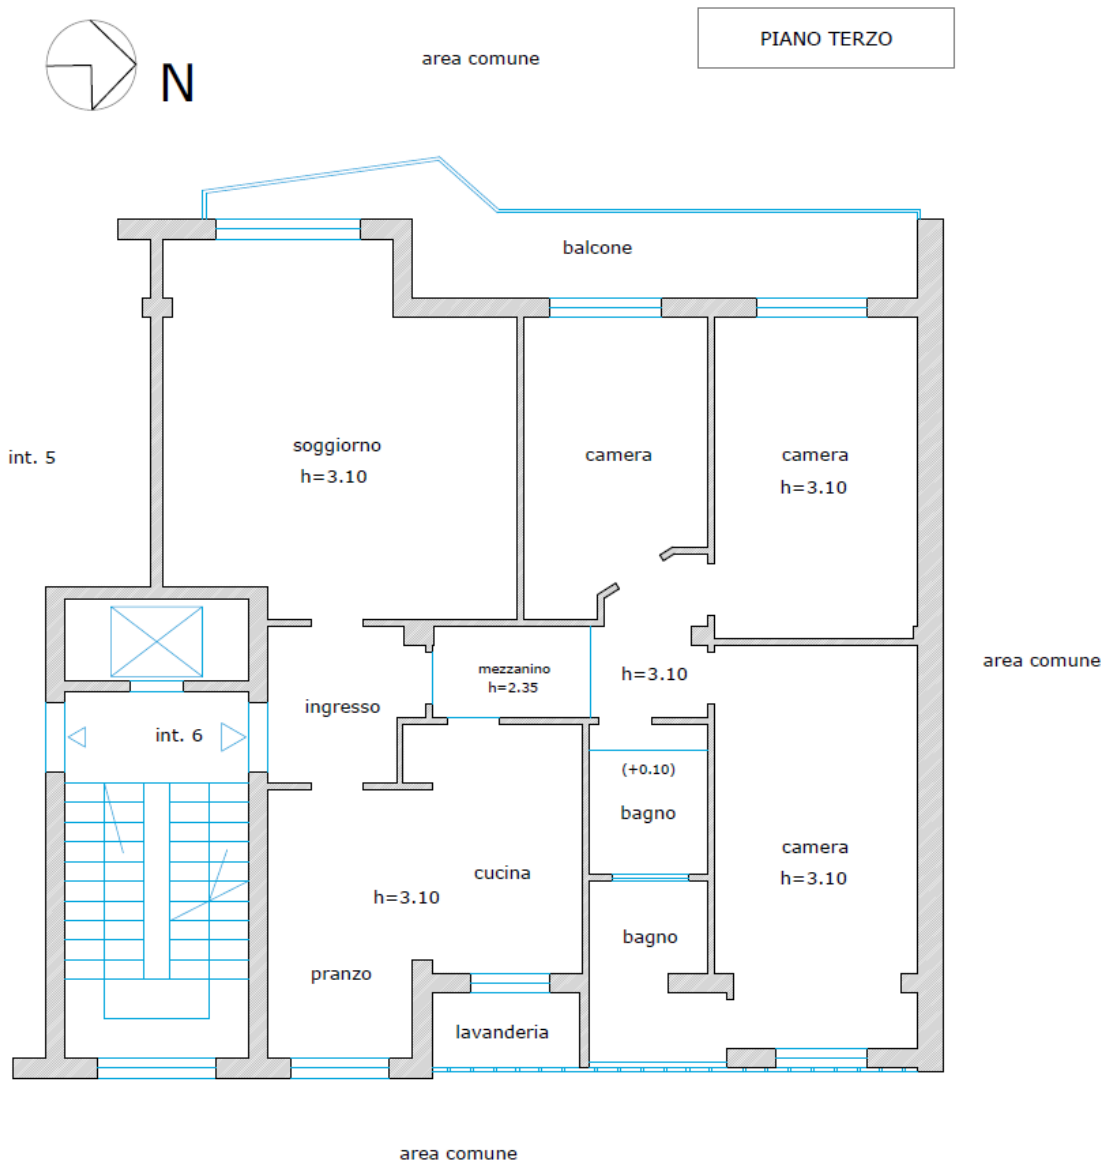 PIANO TERZO
area comune
N
balcone
soggiorno
h=3.10
camera
camera
h=3.10
int. 5
mezzanino
h=2.35
h=3.10
area comune
ingresso
int. 6
(+0.10)
bagno
camera
h=3.10
cucina
h=3.10
bagno
pranzo
lavanderia
area comune